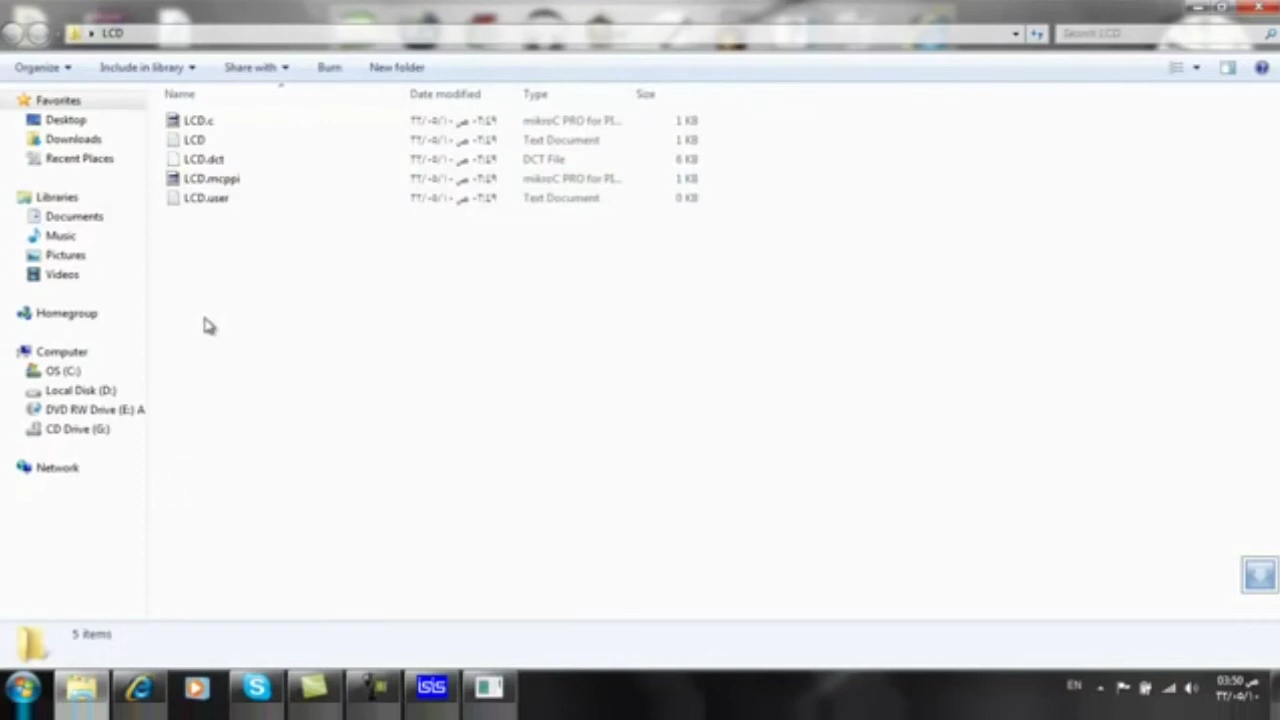 LCD
Search LCD
Organize Include in library Share with Burn New folder
Name Date modified Type Size
Favorites
Desktop
Downloads
Recent Places
Libraries
Documents
Music
Pictures
Videos
Homegroup
Computer
OS (C:)
Local Disk (D:)
DVD RW Drive (E:) A
CD Drive (G:)
Network
LCD.c mikroC PRO for PI... 1 KB
LCD Text Document 1 KB
LCD.dct DCT File 6 KB
LCD.mcppi mikroC PRO for PI... 1 KB
LCD.user Text Document 0 KB
5 items
isis
EN
03:50 ص